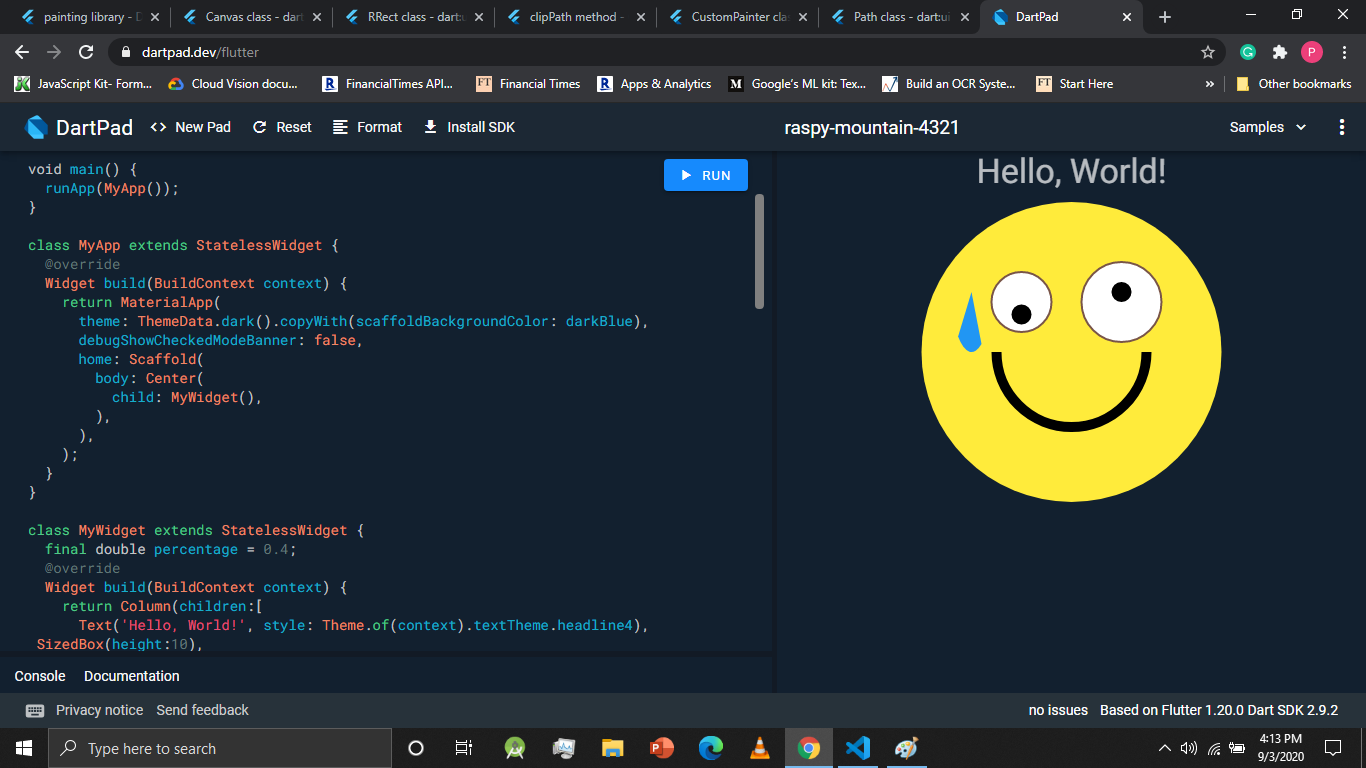 painting library - D
Canvas class - dart
RRect class - dart:u
clipPath method -
CustomPainter cla
Path class - dart:ui
DartPad
dartpad.dev/flutter
G
P
JavaScript Kit- Form...
Cloud Vision docu...
R FinancialTimes API...
FT Financial Times
R Apps & Analytics
M Google's ML kit: Tex...
Build an OCR Syste...
FT Start Here
»
Other bookmarks
DartPad
<> New Pad
Reset
Format
Install SDK
raspy-mountain-4321
Samples
void main() {
runApp(MyApp());
}
class MyApp extends StatelessWidget {
@override
Widget build(BuildContext context) {
return MaterialApp(
theme: ThemeData.dark().copyWith(scaffoldBackgroundColor: darkBlue),
debugShowCheckedModeBanner: false,
home: Scaffold(
body: Center(
child: MyWidget(),
),
),
);
}
}
class MyWidget extends StatelessWidget {
final double percentage = 0.4;
@override
Widget build(BuildContext context) {
return Column(children:[
Text('Hello, World!', style: Theme.of(context).textTheme.headline4),
SizedBox(height:10),
RUN
Hello, World!
Console
Documentation
Privacy notice
Send feedback
no issues
Based on Flutter 1.20.0 Dart SDK 2.9.2
Type here to search
4:13 PM
9/3/2020